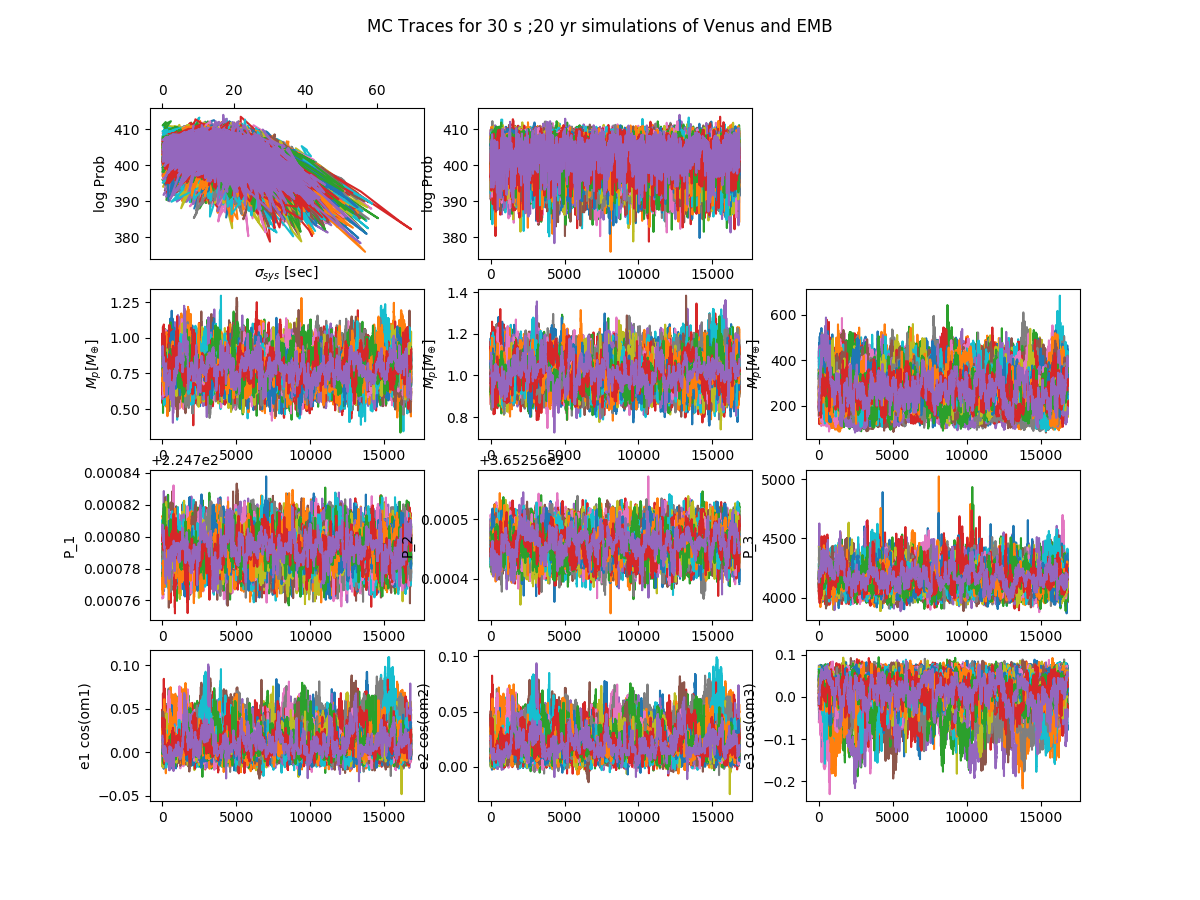 MC Traces for 30 s ;20 yr simulations of Venus and EMB
0 20 40 60
410
400
390
380
log Prob
σ_sys [sec]
410
400
390
380
log Prob
0 5000 10000 15000
1.25
1.00
0.75
0.50
M_p[M_⊕]
0 5000 10000 15000
1.4
1.2
1.0
0.8
M_p[M_⊕]
0 5000 10000 15000
600
400
200
M_p[M_⊕]
0 5000 10000 15000
+2.247e2
0.00084
0.00082
0.00080
0.00078
0.00076
P_1
0 5000 10000 15000
+3.65256e2
0.0005
0.0004
P_2
0 5000 10000 15000
5000
4500
4000
P_3
0 5000 10000 15000
0.10
0.05
0.00
−0.05
e1 cos(om1)
0 5000 10000 15000
0.10
0.05
0.00
e2 cos(om2)
0 5000 10000 15000
0.1
0.0
−0.1
−0.2
e3 cos(om3)
0 5000 10000 15000